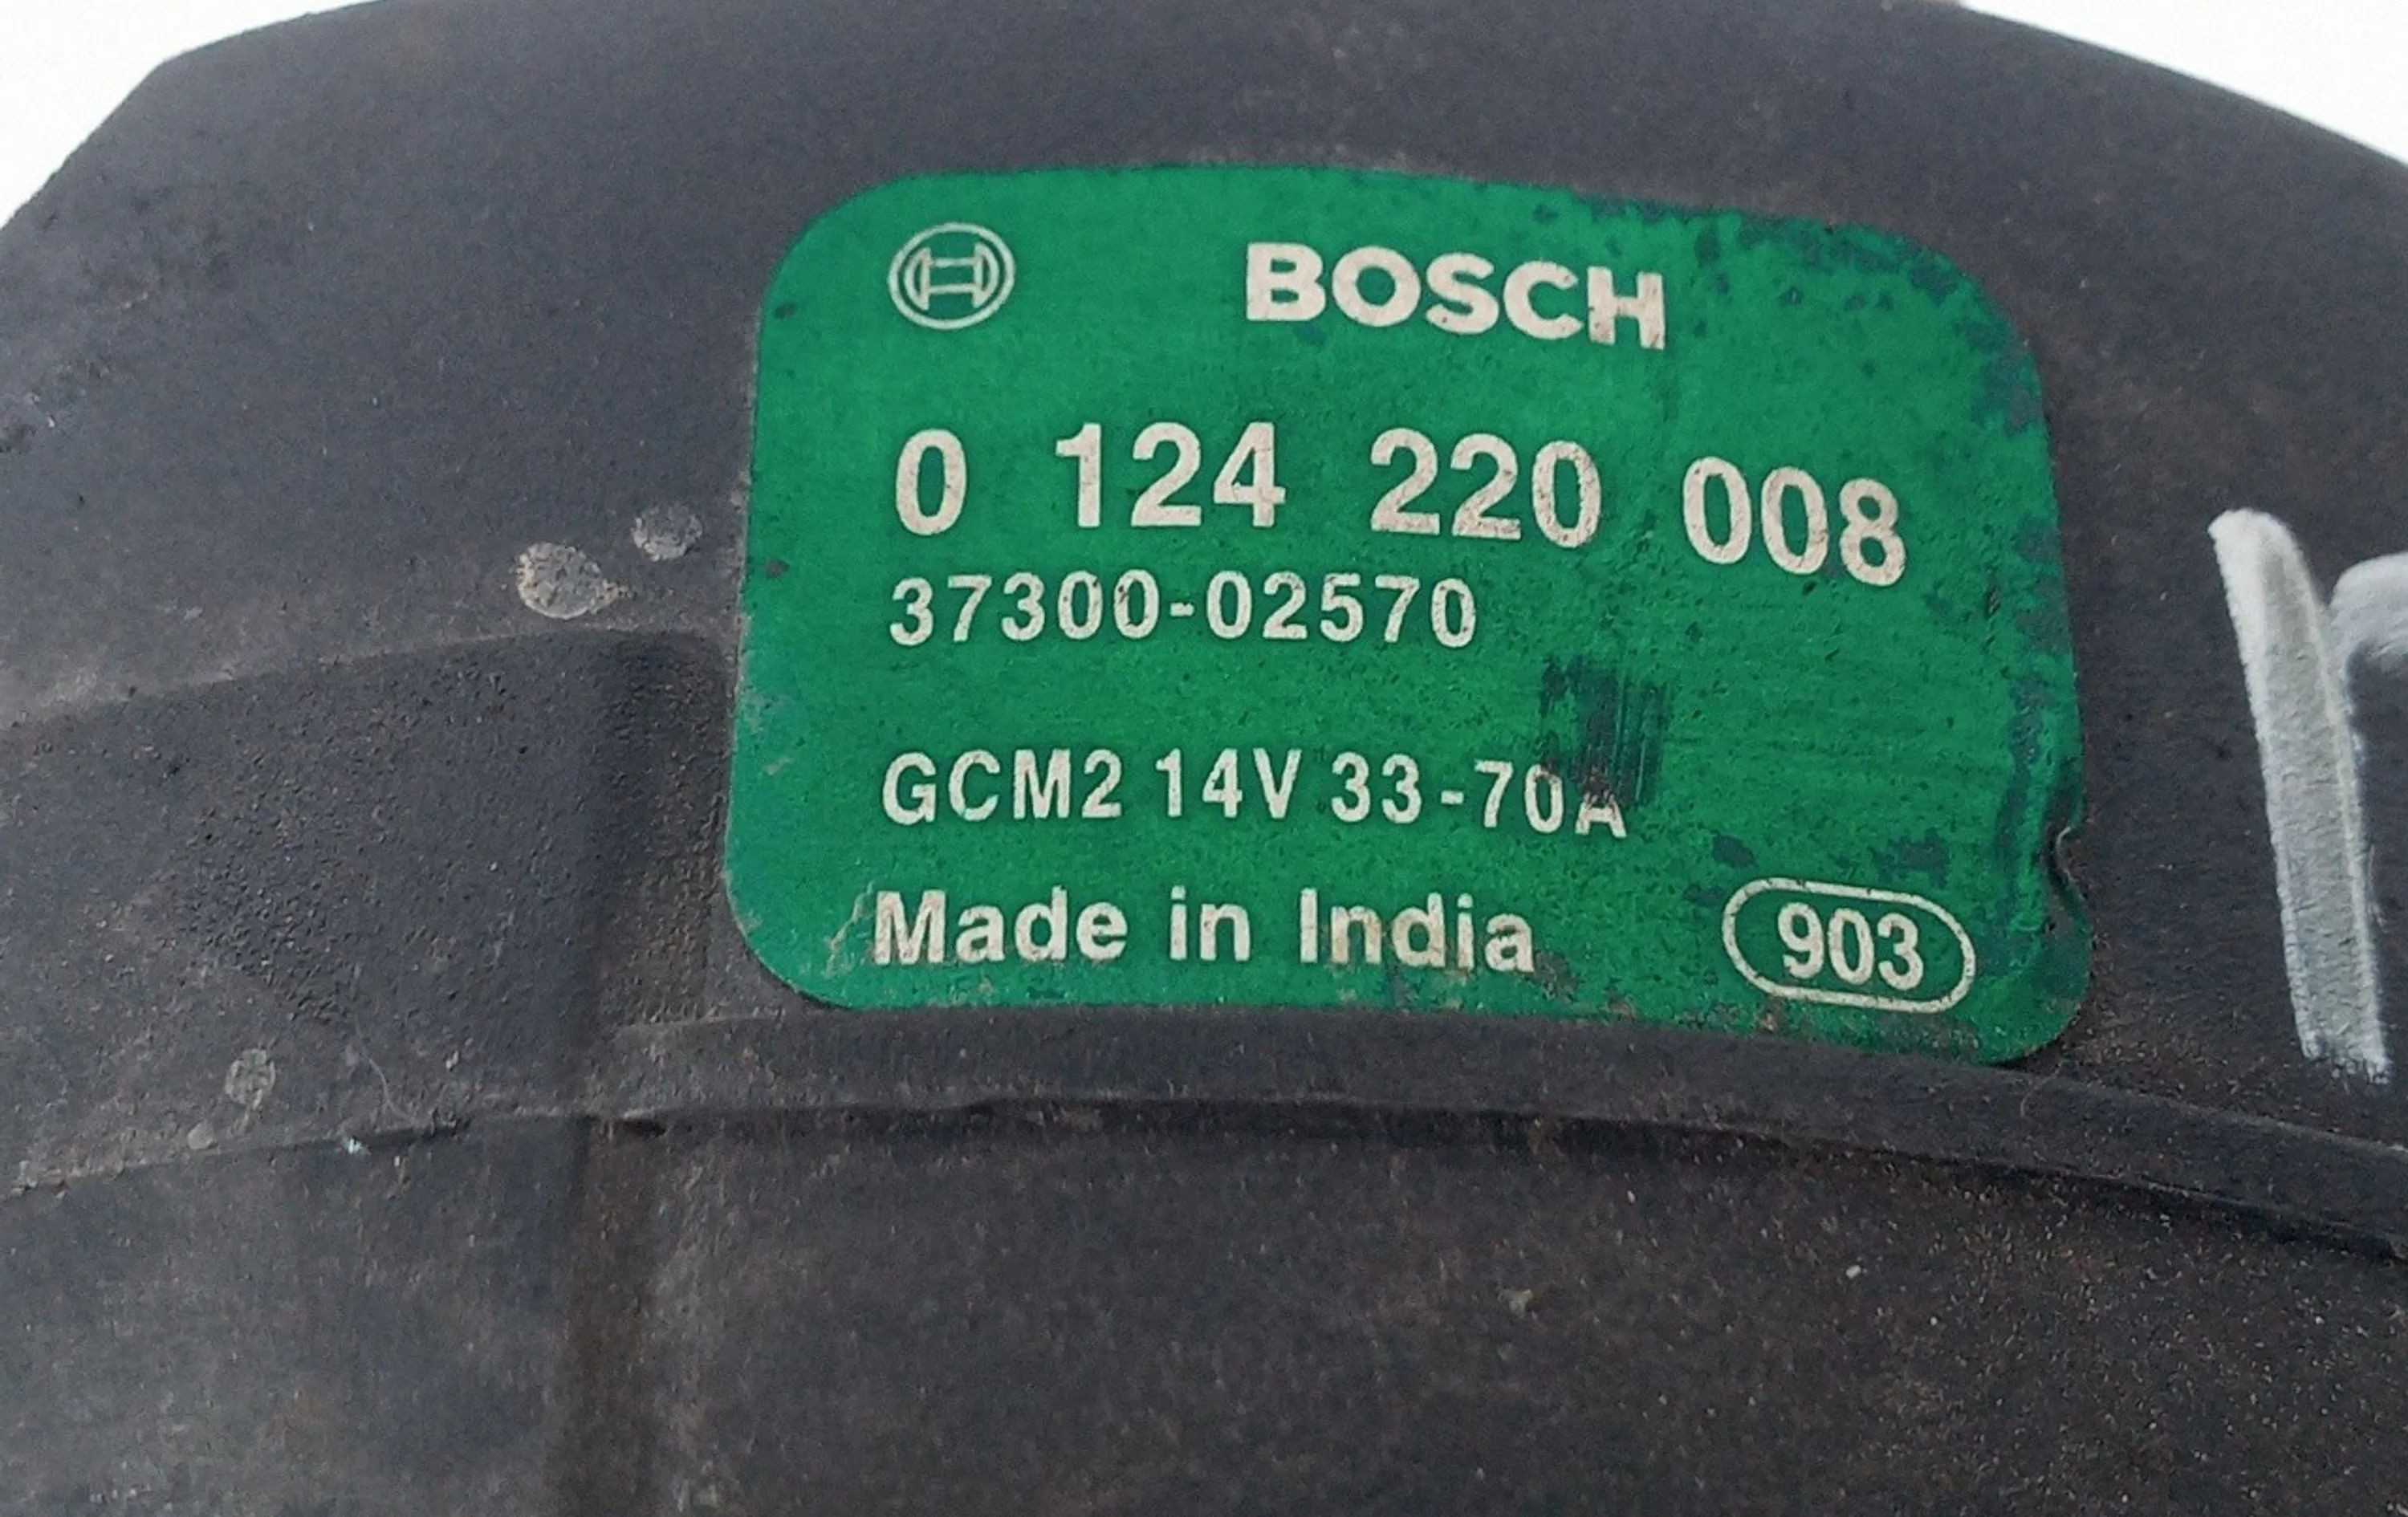 BOSCH
0 124 220 008
37300-02570
GCM2 14V 33-70A
Made in India 903